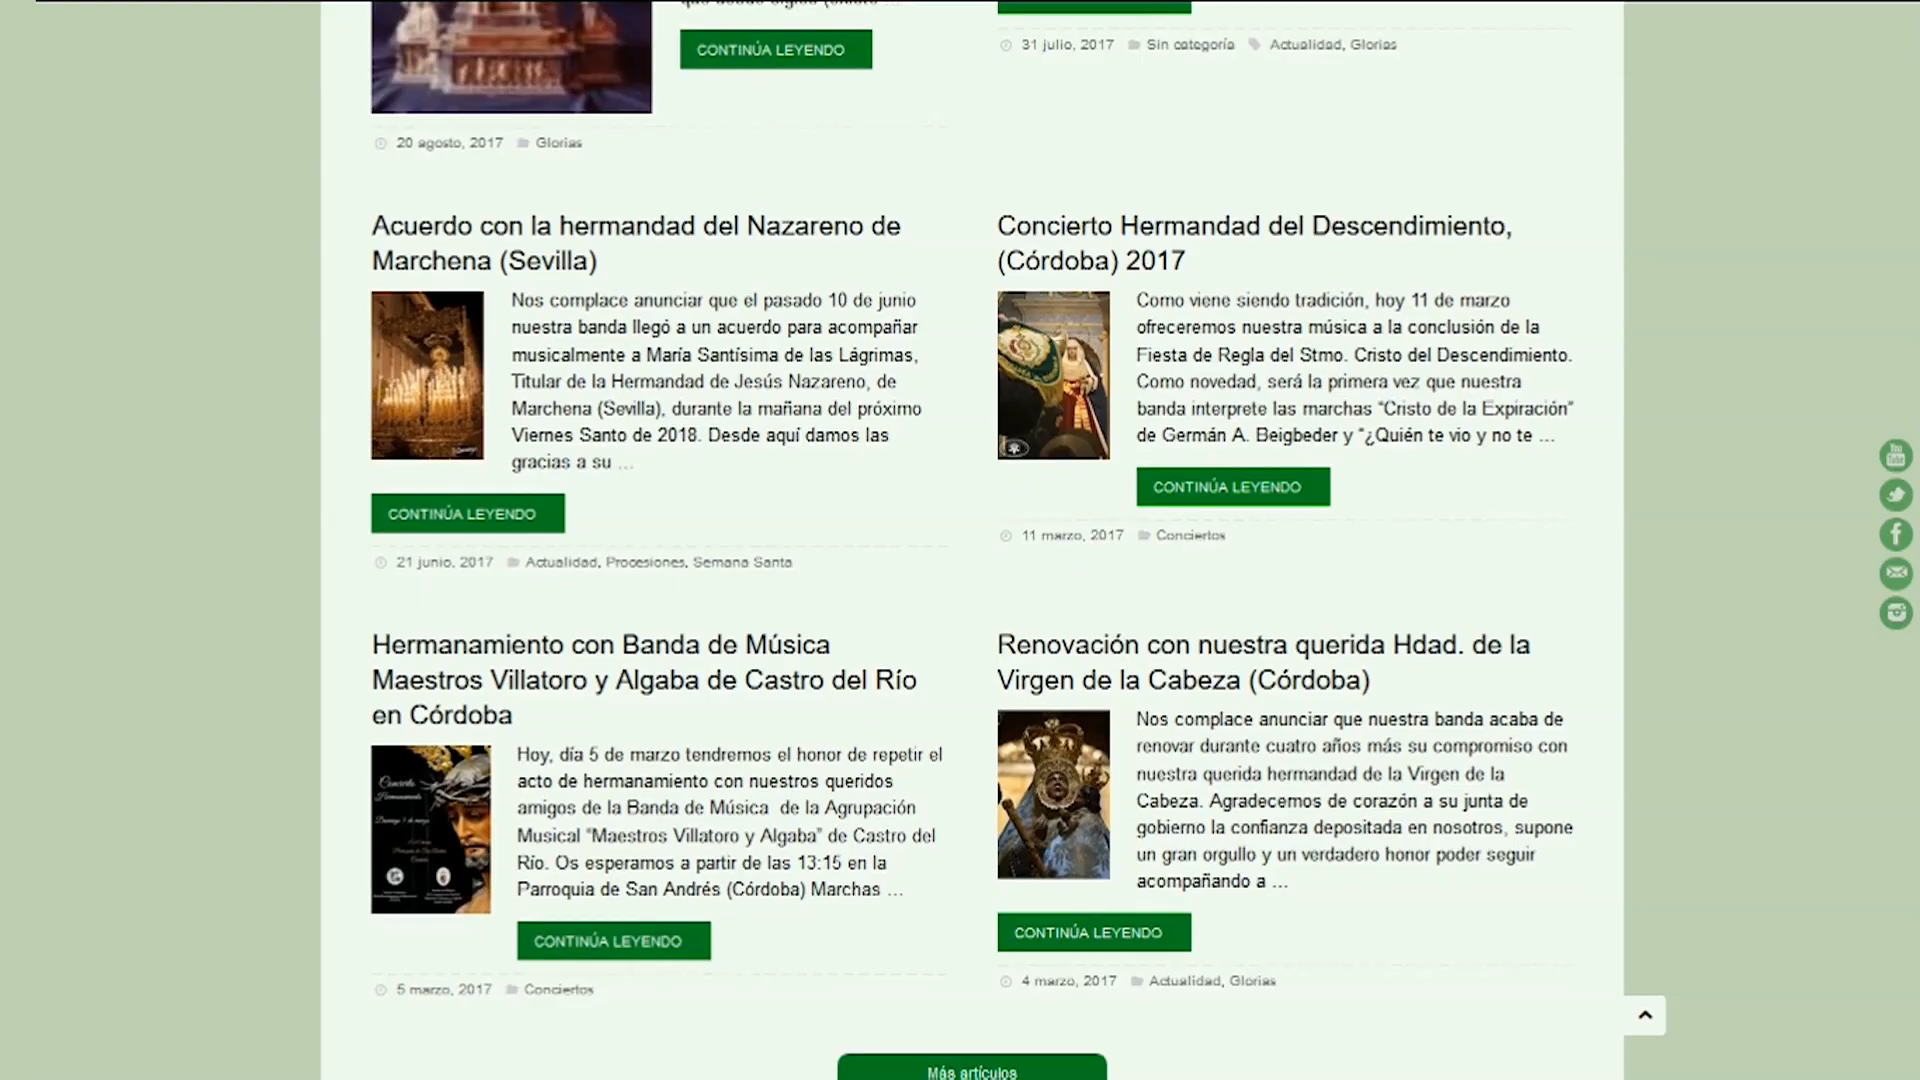 CONTINÚA LEYENDO
20 agosto, 2017 Glorias
31 julio, 2017 Sin categoría Actualidad, Glorias
Acuerdo con la hermandad del Nazareno de
Marchena (Sevilla)
Nos complace anunciar que el pasado 10 de junio
nuestra banda llegó a un acuerdo para acompañar
musicalmente a María Santísima de las Lágrimas,
Titular de la Hermandad de Jesús Nazareno, de
Marchena (Sevilla), durante la mañana del próximo
Viernes Santo de 2018. Desde aquí damos las
gracias a su ...
CONTINÚA LEYENDO
21 junio, 2017 Actualidad, Procesiones, Semana Santa
Concierto Hermandad del Descendimiento,
(Córdoba) 2017
Como viene siendo tradición, hoy 11 de marzo
ofreceremos nuestra música a la conclusión de la
Fiesta de Regla del Stmo. Cristo del Descendimiento.
Como novedad, será la primera vez que nuestra
banda interprete las marchas “Cristo de la Expiración”
de Germán A. Beigbeder y “¿Quién te vio y no te ...
CONTINÚA LEYENDO
11 marzo, 2017 Conciertos
Hermanamiento con Banda de Música
Maestros Villatoro y Algaba de Castro del Río
en Córdoba
Hoy, día 5 de marzo tendremos el honor de repetir el
acto de hermanamiento con nuestros queridos
amigos de la Banda de Música de la Agrupación
Musical “Maestros Villatoro y Algaba” de Castro del
Río. Os esperamos a partir de las 13:15 en la
Parroquia de San Andrés (Córdoba) Marchas ...
CONTINÚA LEYENDO
5 marzo, 2017 Conciertos
Renovación con nuestra querida Hdad. de la
Virgen de la Cabeza (Córdoba)
Nos complace anunciar que nuestra banda acaba de
renovar durante cuatro años más su compromiso con
nuestra querida hermandad de la Virgen de la
Cabeza. Agradecemos de corazón a su junta de
gobierno la confianza depositada en nosotros, supone
un gran orgullo y un verdadero honor poder seguir
acompañando a ...
CONTINÚA LEYENDO
4 marzo, 2017 Actualidad, Glorias
Más artículos
You
Tube